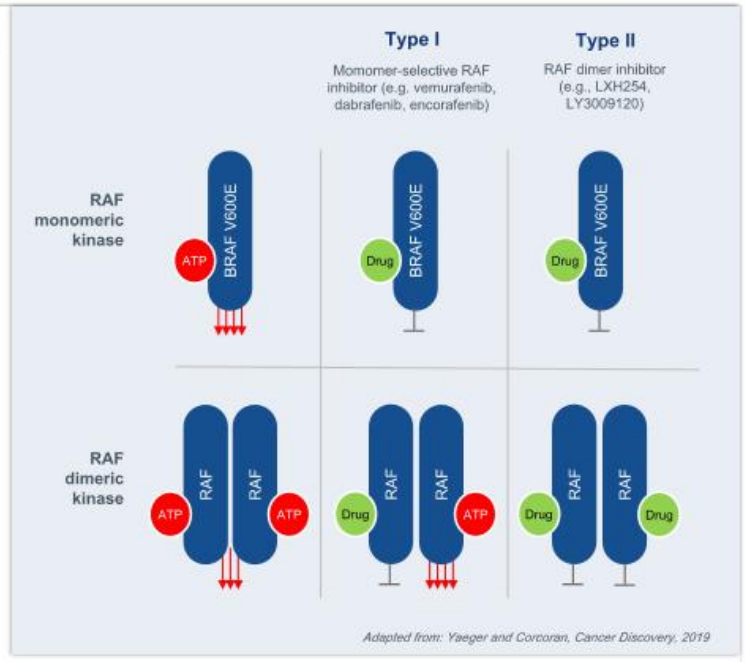 Type I
Momomer-selective RAF
inhibitor (e.g. vemurafenib,
dabrafenib, encorafenib)
Type II
RAF dimer inhibitor
(e.g., LXH254,
LY3009120)
RAF
monomeric
kinase
ATP
BRAF V600E
Drug
BRAF V600E
Drug
BRAF V600E
RAF
dimeric
kinase
ATP
RAF
RAF
ATP
Drug
RAF
RAF
ATP
Drug
RAF
RAF
Drug
Adapted from: Yaeger and Corcoran, Cancer Discovery, 2019